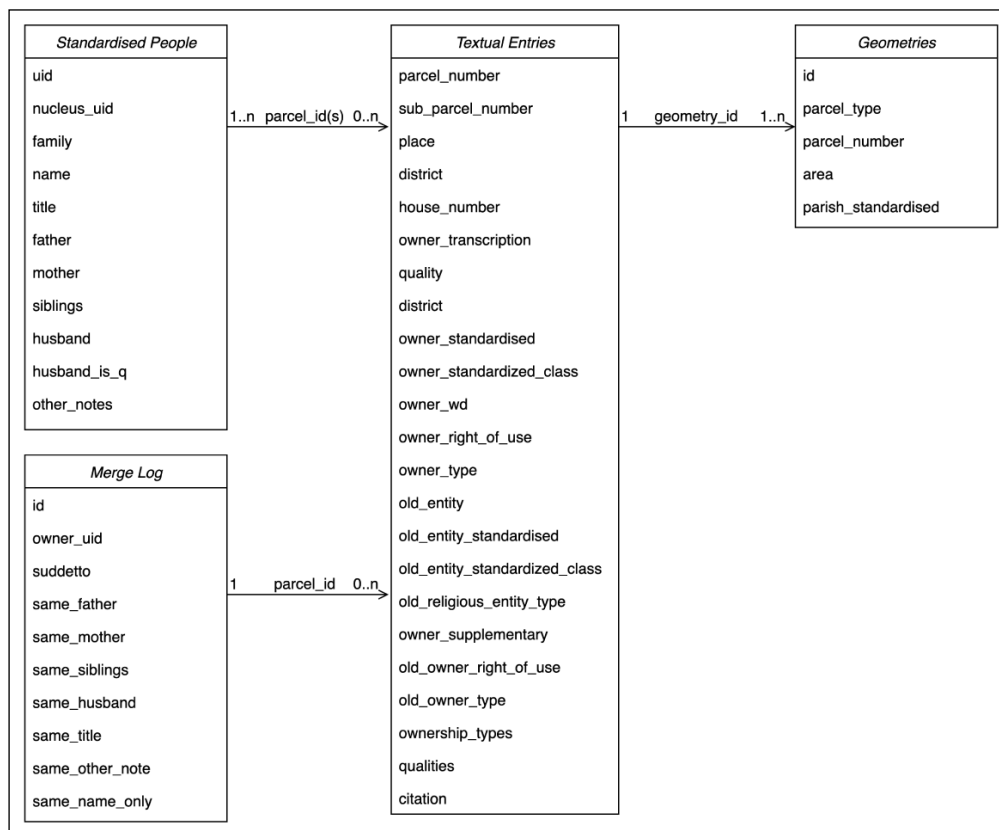 Standardised People
uid
nucleus_uid
family
name
title
father
mother
siblings
husband
husband_is_q
other_notes
1..n parcel_id(s) 0..n
Merge Log
id
owner_uid
suddetto
same_father
same_mother
same_siblings
same_husband
same_title
same_other_note
same_name_only
1 parcel_id 0..n
Textual Entries
parcel_number
sub_parcel_number
place
district
house_number
owner_transcription
quality
district
owner_standardised
owner_standardized_class
owner_wd
owner_right_of_use
owner_type
old_entity
old_entity_standardised
old_entity_standardized_class
old_religious_entity_type
owner_supplementary
old_owner_right_of_use
old_owner_type
ownership_types
qualities
citation
1 geometry_id 1..n
Geometries
id
parcel_type
parcel_number
area
parish_standardised